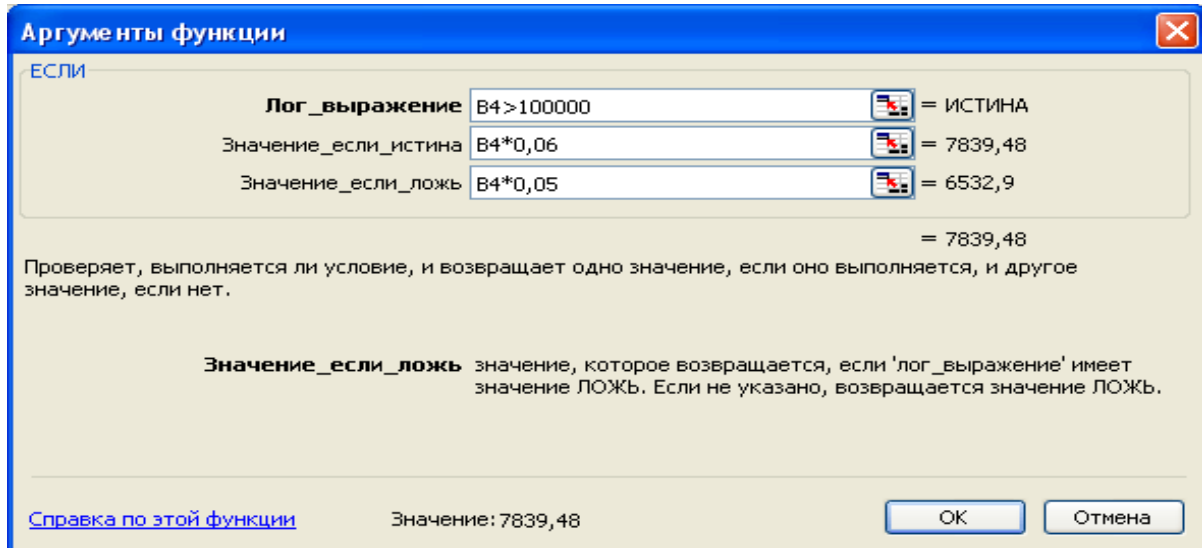 Аргументы функции
ЕСЛИ
Лог_выражение B4>100000 = ИСТИНА
Значение_если_истина B4*0,06 = 7839,48
Значение_если_ложь B4*0,05 = 6532,9
= 7839,48
Проверяет, выполняется ли условие, и возвращает одно значение, если оно выполняется, и другое
значение, если нет.
Значение_если_ложь значение, которое возвращается, если 'лог_выражение' имеет
значение ЛОЖЬ. Если не указано, возвращается значение ЛОЖЬ.
Справка по этой функции Значение: 7839,48 ОК Отмена